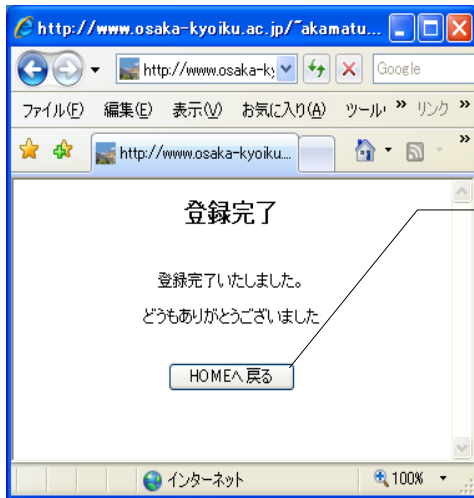 http://www.osaka-kyoiku.ac.jp/~akamatu...
http://www.osaka-ky
Google
ファイル(F) 編集(E) 表示(V) お気に入り(A) ツール » リンク »
http://www.osaka-kyoiku...
»
登録完了
登録完了いたしました。
どうもありがとうございました
HOMEへ戻る
インターネット
100%